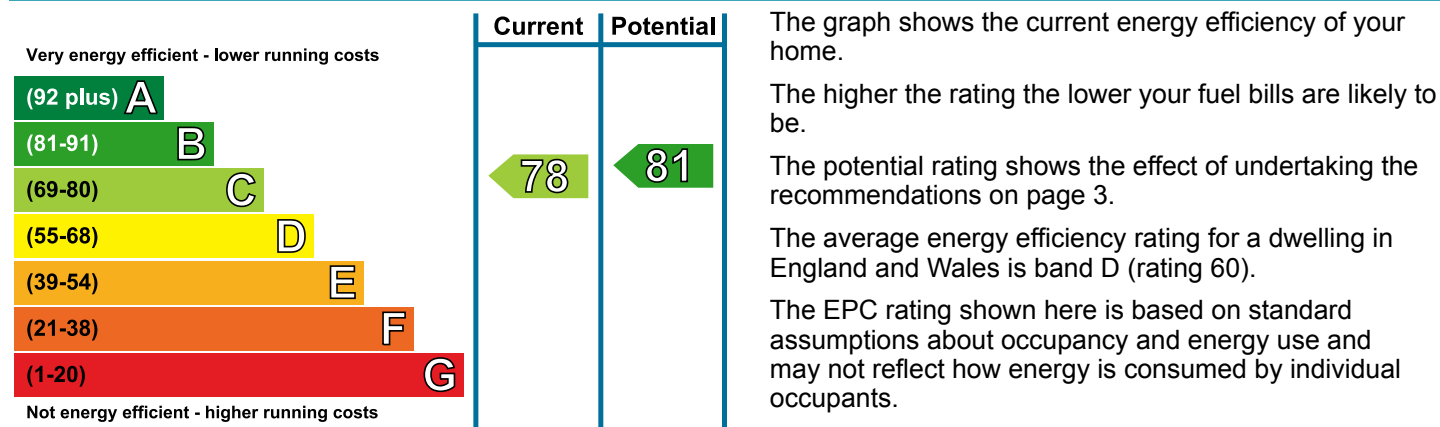 Current Potential
Very energy efficient - lower running costs
(92 plus) A
(81-91) B
(69-80) C
(55-68) D
(39-54) E
(21-38) F
(1-20) G
Not energy efficient - higher running costs
78 81
The graph shows the current energy efficiency of your
home.
The higher the rating the lower your fuel bills are likely to
be.
The potential rating shows the effect of undertaking the
recommendations on page 3.
The average energy efficiency rating for a dwelling in
England and Wales is band D (rating 60).
The EPC rating shown here is based on standard
assumptions about occupancy and energy use and
may not reflect how energy is consumed by individual
occupants.